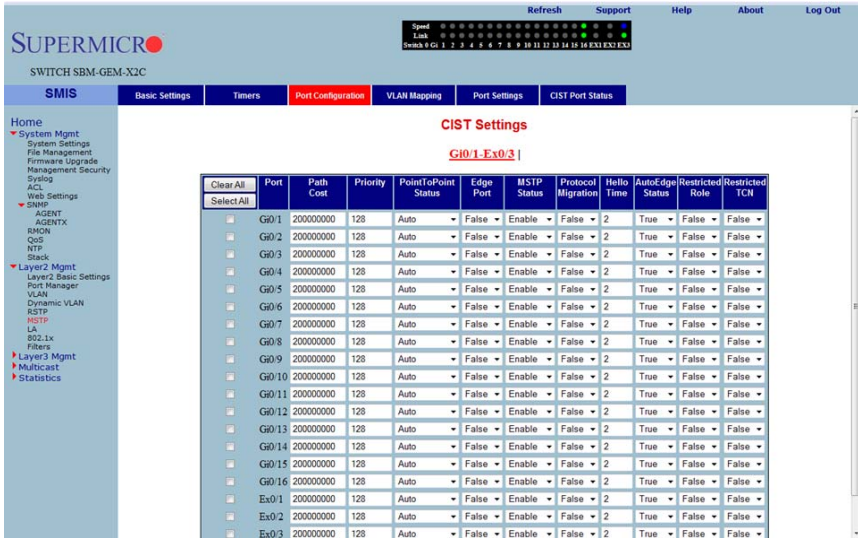 Refresh Support Help About Log Out
Speed
Link
Switch 0 Gi 1 2 3 4 5 6 7 8 9 10 11 12 13 14 15 16 EX1 EX2 EX3
SUPERMICRO
SWITCH SBM-GEM-X2C
SMIS
Basic Settings Timers Port Configuration VLAN Mapping Port Settings CIST Port Status
Home
System Mgmt
System Settings
File Management
Firmware Upgrade
Management Security
Syslog
ACL
Web Settings
SNMP
AGENT
AGENTX
RMON
QoS
NTP
Stack
Layer2 Mgmt
Layer2 Basic Settings
Port Manager
VLAN
Dynamic VLAN
RSTP
MSTP
LA
802.1x
Filters
Layer3 Mgmt
Multicast
Statistics
CIST Settings
Gi0/1-Ex0/3 |
Clear All
Select All
Port Path Cost Priority PointToPoint Status Edge Port MSTP Status Protocol Migration Hello Time AutoEdge Status Restricted Role Restricted TCN
Gi0/1 200000000 128 Auto False Enable False 2 True False False
Gi0/2 200000000 128 Auto False Enable False 2 True False False
Gi0/3 200000000 128 Auto False Enable False 2 True False False
Gi0/4 200000000 128 Auto False Enable False 2 True False False
Gi0/5 200000000 128 Auto False Enable False 2 True False False
Gi0/6 200000000 128 Auto False Enable False 2 True False False
Gi0/7 200000000 128 Auto False Enable False 2 True False False
Gi0/8 200000000 128 Auto False Enable False 2 True False False
Gi0/9 200000000 128 Auto False Enable False 2 True False False
Gi0/10 200000000 128 Auto False Enable False 2 True False False
Gi0/11 200000000 128 Auto False Enable False 2 True False False
Gi0/12 200000000 128 Auto False Enable False 2 True False False
Gi0/13 200000000 128 Auto False Enable False 2 True False False
Gi0/14 200000000 128 Auto False Enable False 2 True False False
Gi0/15 200000000 128 Auto False Enable False 2 True False False
Gi0/16 200000000 128 Auto False Enable False 2 True False False
Ex0/1 200000000 128 Auto False Enable False 2 True False False
Ex0/2 200000000 128 Auto False Enable False 2 True False False
Ex0/3 200000000 128 Auto False Enable False 2 True False False